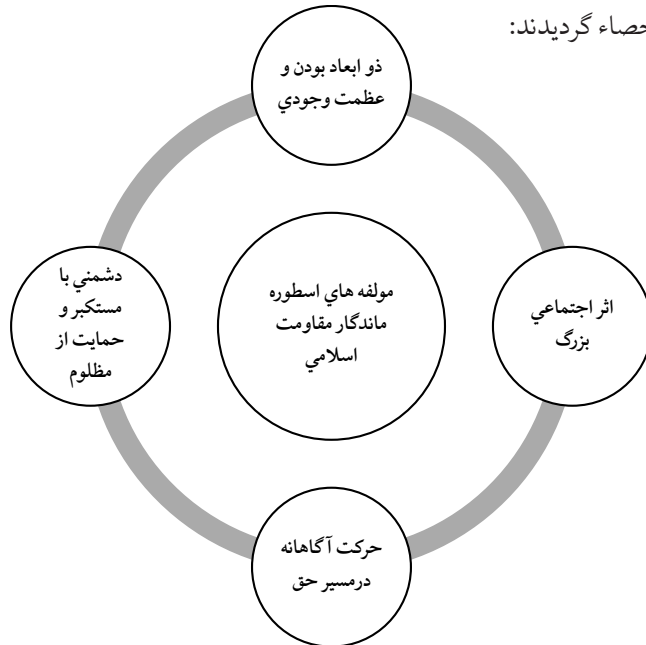 حصاء گرديدند:
ذو ابعاد بودن و
عظمت وجودي
اثر اجتماعي
بزرگ
حركت آگاهانه
درمسير حق
دشمني با
مستكبر و
حمايت از
مظلوم
مولفه هاي اسطوره
ماندگار مقاومت
اسلامي